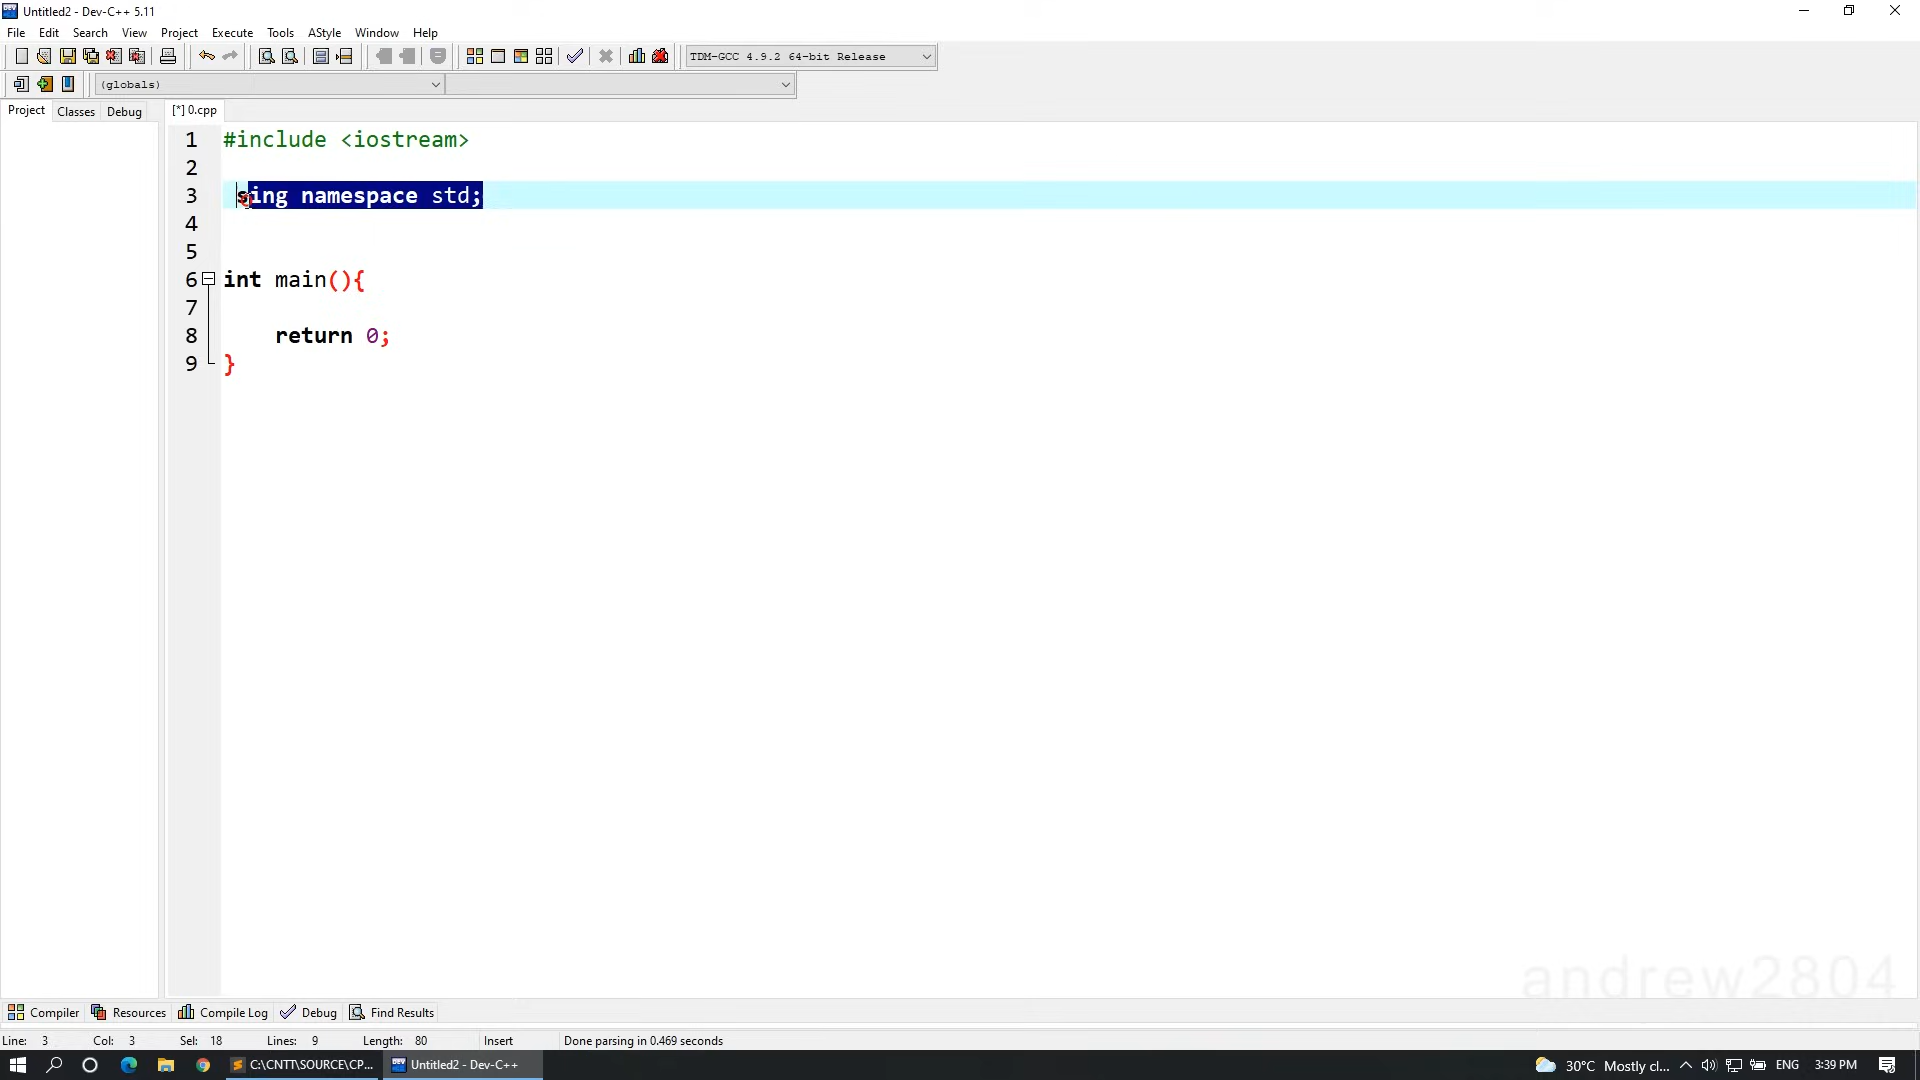 Untitled2 - Dev-C++ 5.11
File Edit Search View Project Execute Tools AStyle Window Help
TDM-GCC 4.9.2 64-bit Release
(globals)
Project Classes Debug [*] 0.cpp
1 #include <iostream>
2
3 sing namespace std;
4
5
6 int main(){
7
8 return 0;
9 }
andrew2804
Compiler Resources Compile Log Debug Find Results
Line: 3 Col: 3 Sel: 18 Lines: 9 Length: 80 Insert Done parsing in 0.469 seconds
C:\CNTT\SOURCE\CP... Untitled2 - Dev-C++ 30°C Mostly cl... ENG 3:39 PM